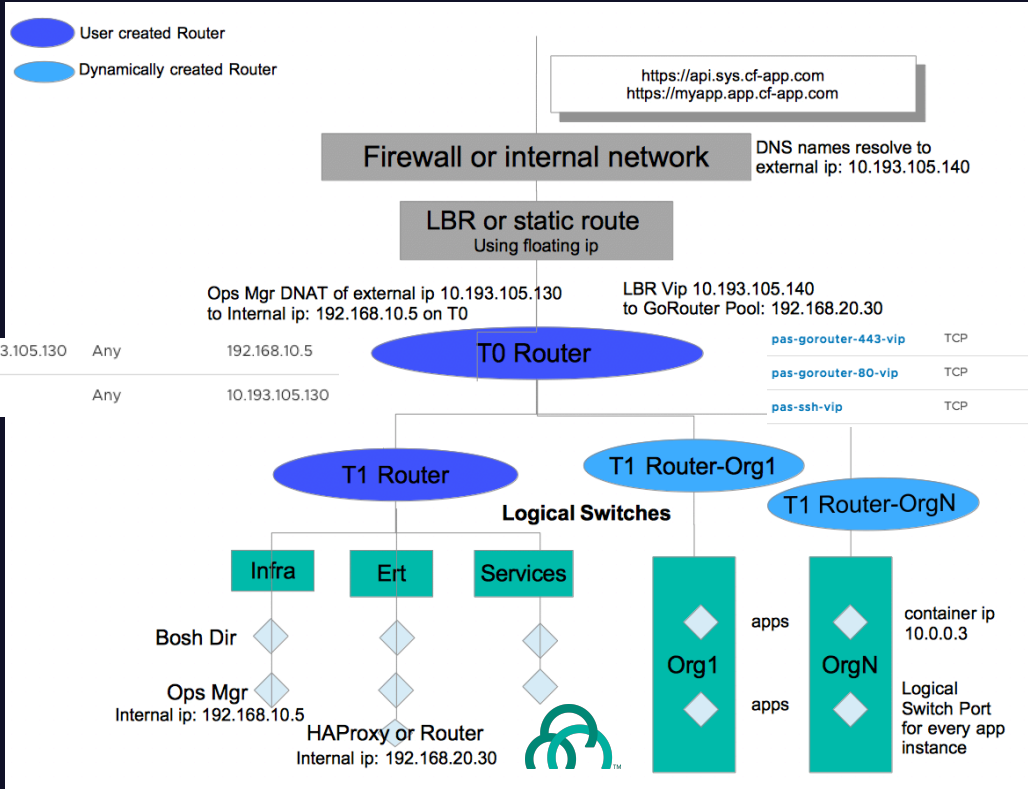 User created Router
Dynamically created Router
https://api.sys.cf-app.com
https://myapp.app.cf-app.com
Firewall or internal network
DNS names resolve to
external ip: 10.193.105.140
LBR or static route
Using floating ip
Ops Mgr DNAT of external ip 10.193.105.130
to Internal ip: 192.168.10.5 on T0
LBR Vip 10.193.105.140
to GoRouter Pool: 192.168.20.30
3.105.130 Any 192.168.10.5
Any 10.193.105.130
T0 Router
pas-gorouter-443-vip TCP
pas-gorouter-80-vip TCP
pas-ssh-vip TCP
T1 Router
T1 Router-Org1
T1 Router-OrgN
Logical Switches
Infra
Ert
Services
Bosh Dir
Ops Mgr
Internal ip: 192.168.10.5
HAProxy or Router
Internal ip: 192.168.20.30
TM
apps
Org1
apps
OrgN
container ip
10.0.0.3
Logical
Switch Port
for every app
instance